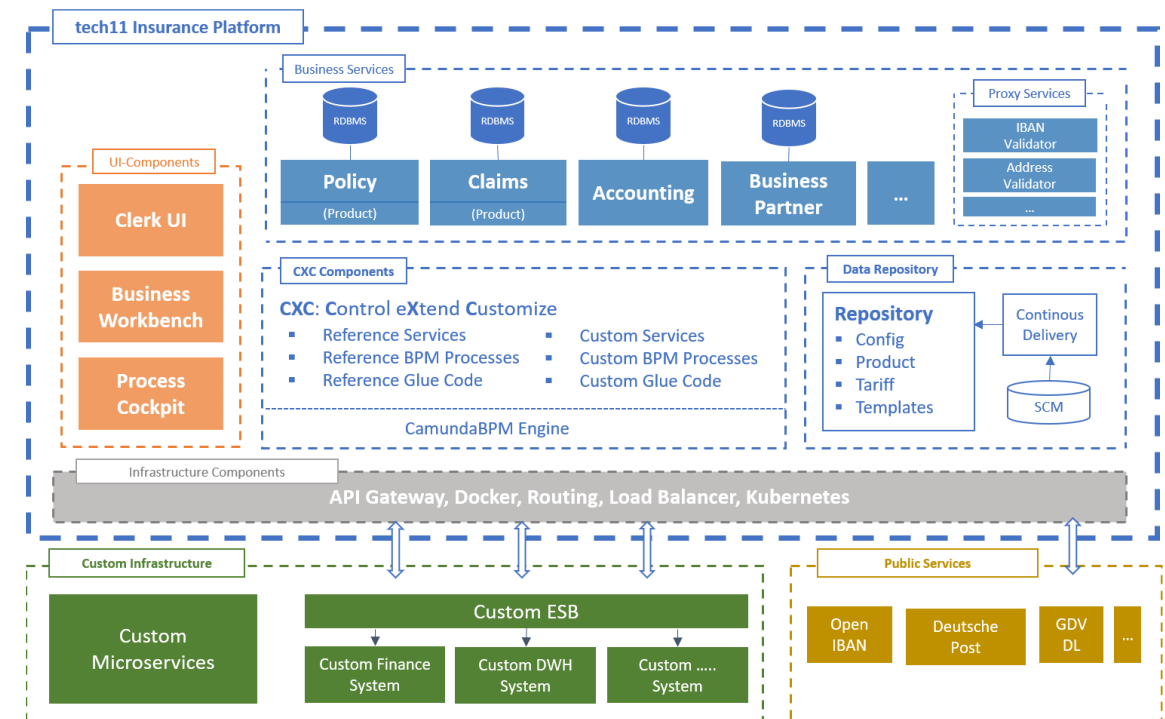 tech11 Insurance Platform
Business Services
RDBMS
RDBMS
RDBMS
RDBMS
Policy
(Product)
Claims
(Product)
Accounting
Business
Partner
...
Proxy Services
IBAN
Validator
Address
Validator
...
UI-Components
Clerk UI
Business
Workbench
Process
Cockpit
CXC Components
CXC: Control eXtend Customize
▪ Reference Services
▪ Reference BPM Processes
▪ Reference Glue Code
▪ Custom Services
▪ Custom BPM Processes
▪ Custom Glue Code
CamundaBPM Engine
Data Repository
Repository
▪ Config
▪ Product
▪ Tariff
▪ Templates
Continous
Delivery
SCM
Infrastructure Components
API Gateway, Docker, Routing, Load Balancer, Kubernetes
Custom Infrastructure
Custom
Microservices
Custom ESB
Custom Finance
System
Custom DWH
System
Custom .....
System
Public Services
Open
IBAN
Deutsche
Post
GDV
DL
...